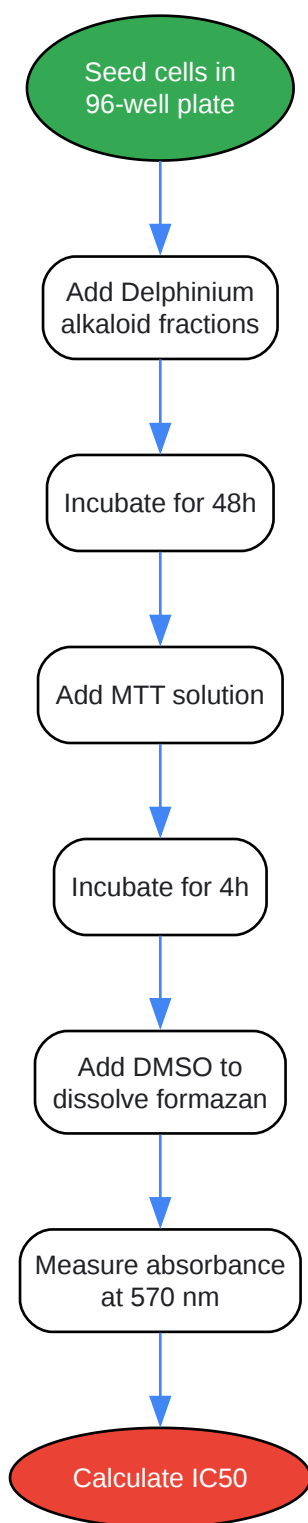 Seed cells in
96-well plate
Add Delphinium
alkaloid fractions
Incubate for 48h
Add MTT solution
Incubate for 4h
Add DMSO to
dissolve formazan
Measure absorbance
at 570 nm
Calculate IC50